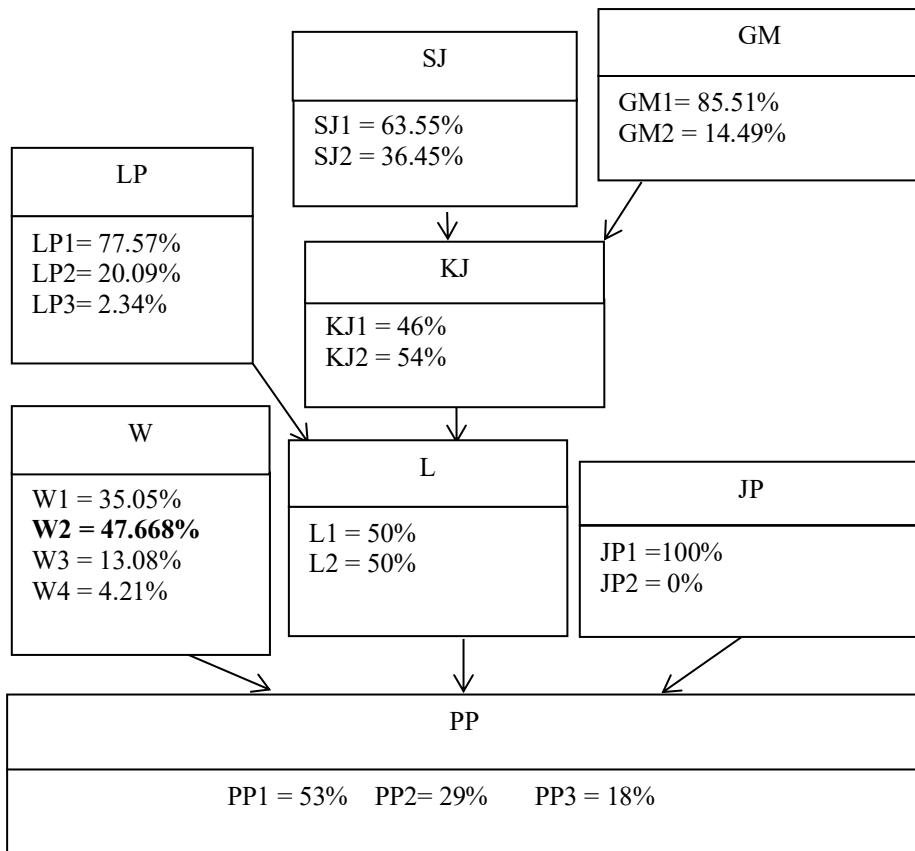 SJ
SJ1 = 63.55%
SJ2 = 36.45%
GM
GM1= 85.51%
GM2 = 14.49%
LP
LP1= 77.57%
LP2= 20.09%
LP3= 2.34%
KJ
KJ1 = 46%
KJ2 = 54%
W
W1 = 35.05%
W2 = 47.668%
W3 = 13.08%
W4 = 4.21%
L
L1 = 50%
L2 = 50%
JP
JP1 =100%
JP2 = 0%
PP
PP1 = 53% PP2= 29% PP3 = 18%